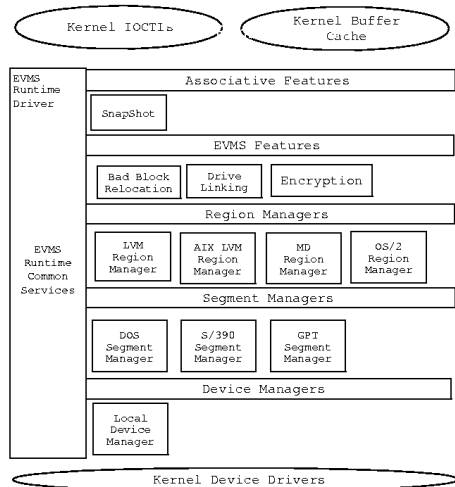 Kernel IOCTLs
Kernel Buffer
Cache
EVMS
Runtime
Driver
Associative Features
SnapShot
EVMS Features
Bad Block
Relocation
Drive
Linking
Encryption
Region Managers
EVMS
Runtime
Common
Services
LVM
Region
Manager
AIX LVM
Region
Manager
MD
Region
Manager
OS/2
Region
Manager
Segment Managers
DOS
Segment
Manager
S/390
Segment
Manager
GPT
Segment
Manager
Device Managers
Local
Device
Manager
Kernel Device Drivers